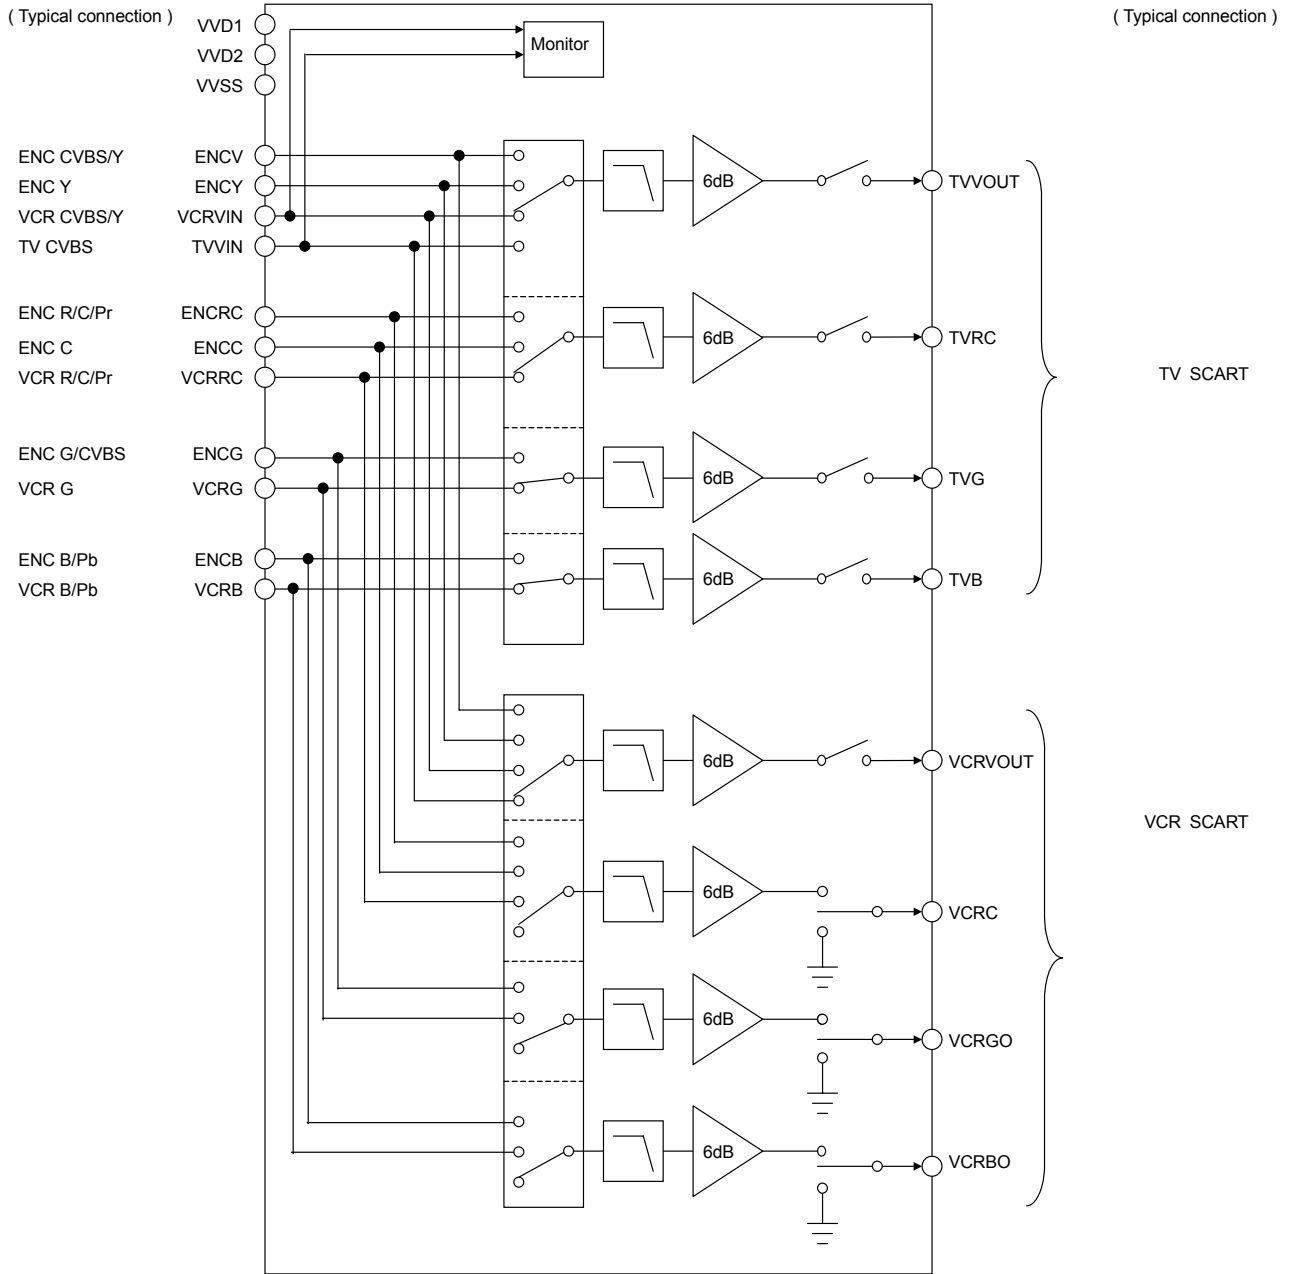 ( Typical connection )
( Typical connection )
VVD1
VVD2
VVSS
Monitor
ENC CVBS/Y ENCV
ENC Y ENCY
VCR CVBS/Y VCRVIN
TV CVBS TVVIN
6dB
TVVOUT
ENC R/C/Pr ENCRC
ENC C ENCC
VCR R/C/Pr VCRRC
6dB
TVRC
TV SCART
ENC G/CVBS ENCG
VCR G VCRG
6dB
TVG
ENC B/Pb ENCB
VCR B/Pb VCRB
6dB
TVB
6dB
VCRVOUT
VCR SCART
6dB
VCRC
6dB
VCRGO
6dB
VCRBO